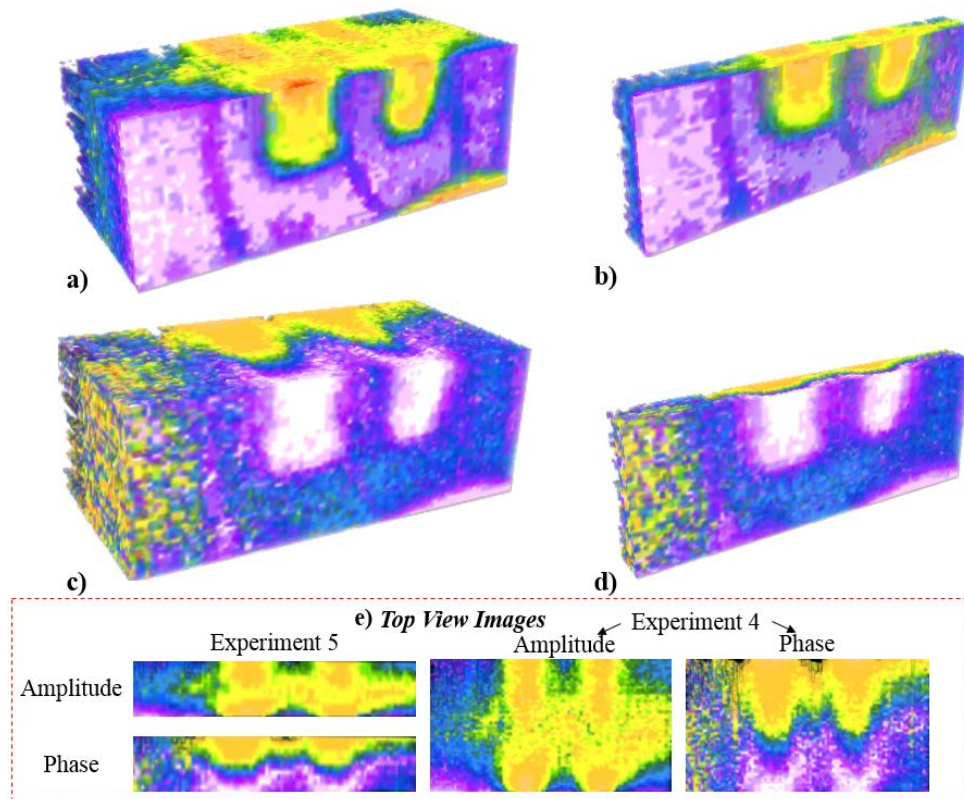 a)
b)
c)
d)
e) Top View Images
Experiment 4
Experiment 5
Amplitude
Phase
Amplitude
Phase